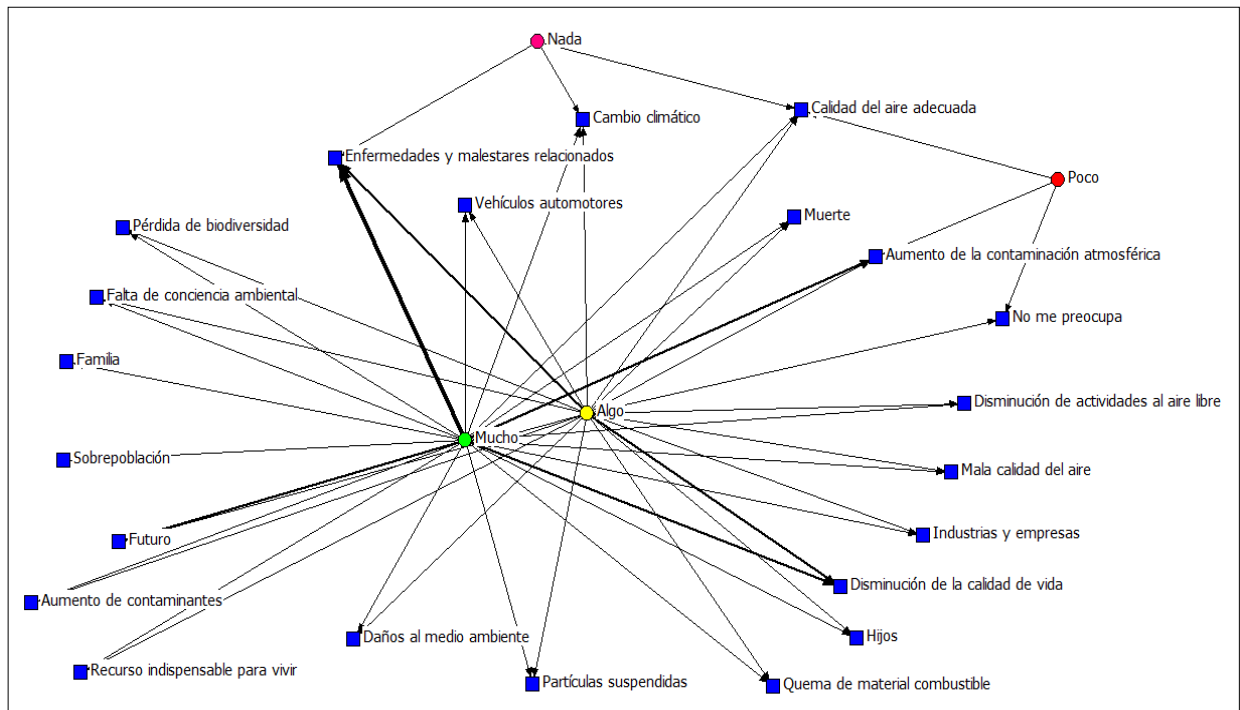 Nada
Calidad del aire adecuada
Cambio climático
Enfermedades y malestares relacionados
Poco
Vehículos automotores
Muerte
Pérdida de biodiversidad
Aumento de la contaminación atmosférica
Falta de conciencia ambiental
No me preocupa
Familia
Disminución de actividades al aire libre
Algo
Mucho
Sobrepoblación
Mala calidad del aire
Industrias y empresas
Futuro
Disminución de la calidad de vida
Aumento de contaminantes
Hijos
Daños al medio ambiente
Recurso indispensable para vivir
Partículas suspendidas
Quema de material combustible